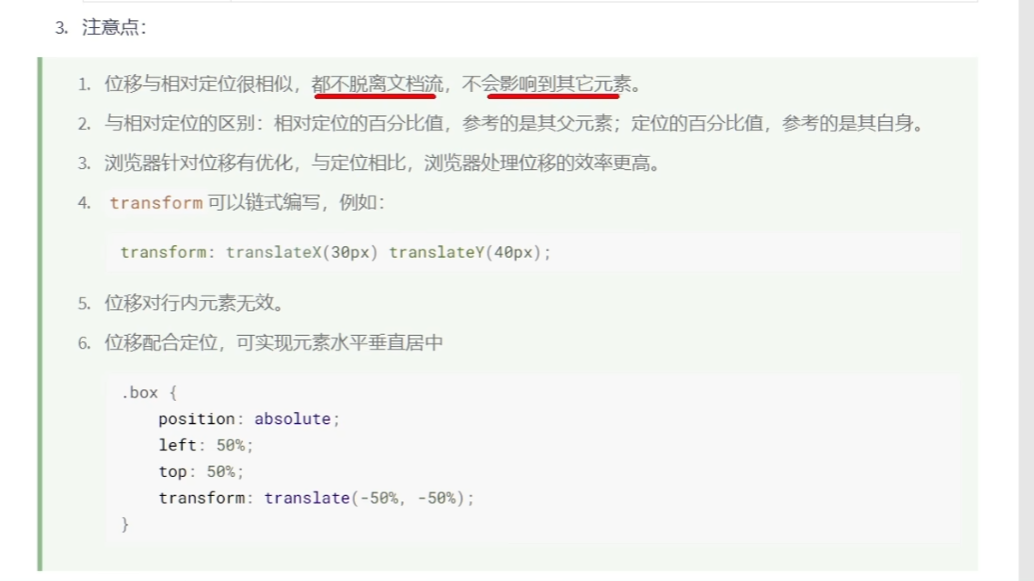 3. 注意点：
1. 位移与相对定位很相似，都不脱离文档流，不会影响到其它元素。
2. 与相对定位的区别：相对定位的百分比值，参考的是其父元素；定位的百分比值，参考的是其自身。
3. 浏览器针对位移有优化，与定位相比，浏览器处理位移的效率更高。
4. transform 可以链式编写，例如：
transform: translateX(30px) translateY(40px);
5. 位移对行内元素无效。
6. 位移配合定位，可实现元素水平垂直居中
.box {
position: absolute;
left: 50%;
top: 50%;
transform: translate(-50%, -50%);
}